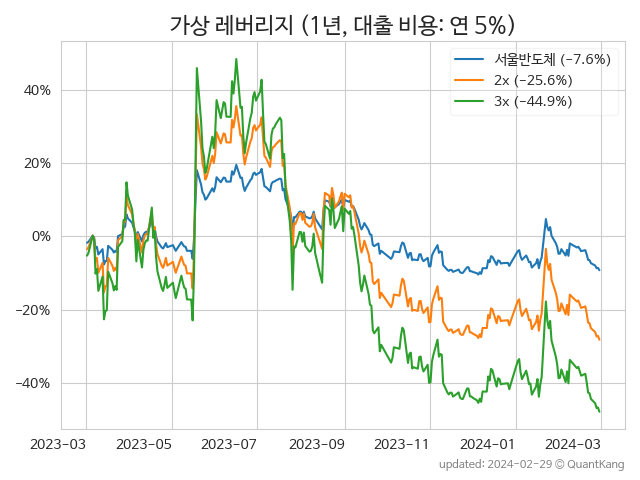 가상 레버리지 (1년, 대출 비용: 연 5%)
서울반도체 (−7.6%)
2x (−25.6%)
3x (−44.9%)
40%
20%
0%
−20%
−40%
2023-03 2023-05 2023-07 2023-09 2023-11 2024-01 2024-03
updated: 2024-02-29 © QuantKang